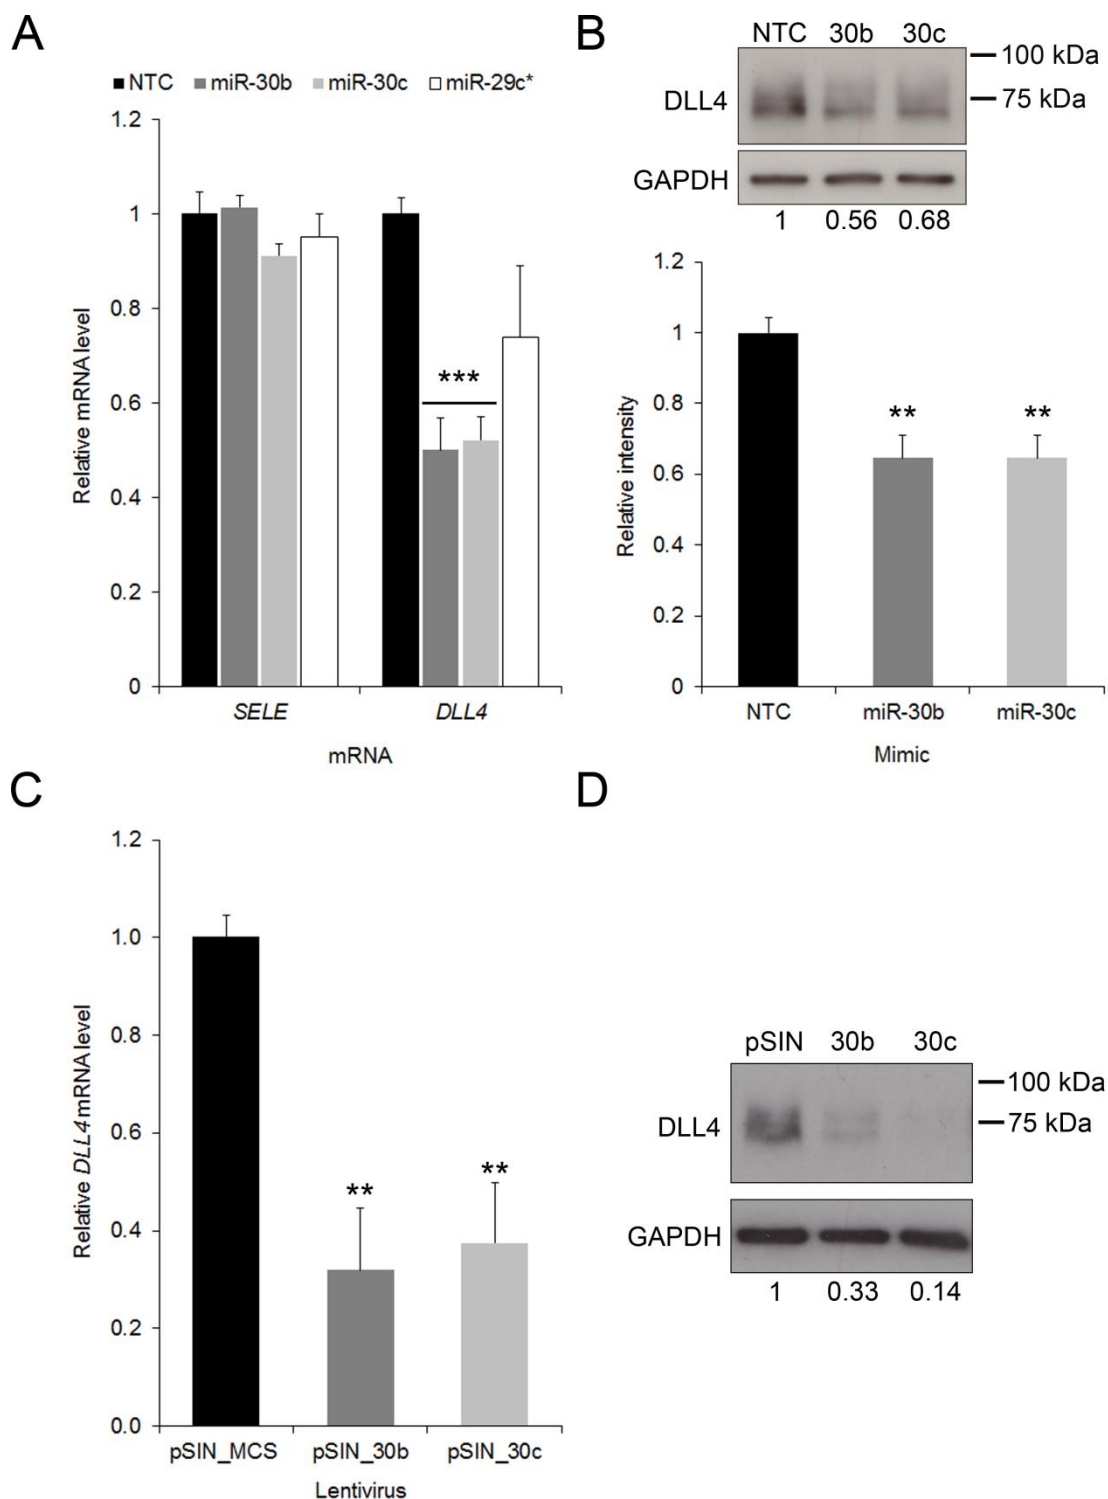 A
NTC miR-30b miR-30c miR-29c*
1.2
1
0.8
0.6
0.4
0.2
0
Relative mRNA level
***
SELE DLL4
mRNA
B
NTC 30b 30c
100 kDa
DLL4 75 kDa
GAPDH
1 0.56 0.68
1.2
1
0.8
0.6
0.4
0.2
0
Relative intensity
** **
NTC miR-30b miR-30c
Mimic
C
1.2
1.0
0.8
0.6
0.4
0.2
0.0
Relative DLL4 mRNA level
** **
pSIN_MCS pSIN_30b pSIN_30c
Lentivirus
D
pSIN 30b 30c
100 kDa
DLL4 75 kDa
GAPDH
1 0.33 0.14